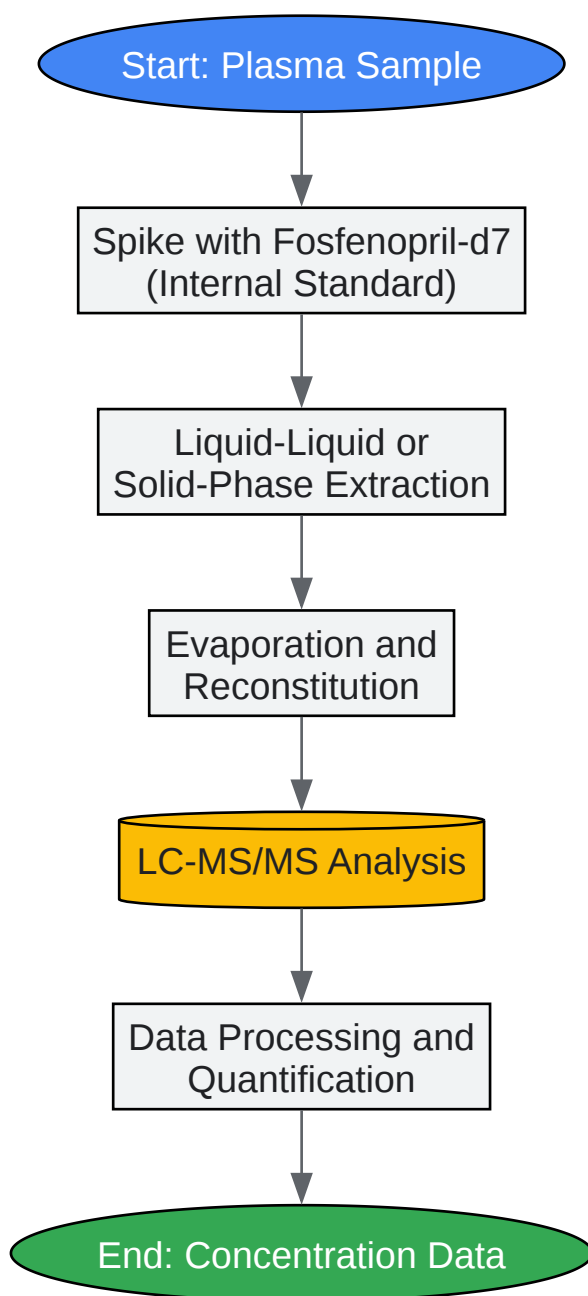 Start: Plasma Sample
Spike with Fosfenopril-d7
(Internal Standard)
Liquid-Liquid or
Solid-Phase Extraction
Evaporation and
Reconstitution
LC-MS/MS Analysis
Data Processing and
Quantification
End: Concentration Data